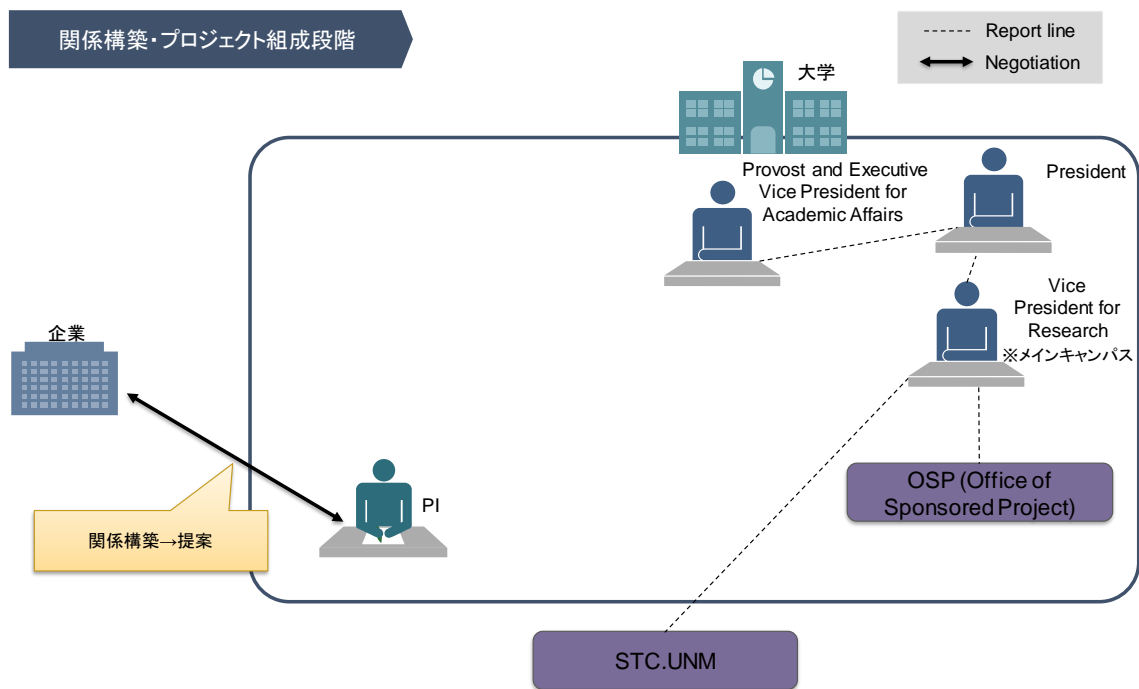 関係構築・プロジェクト組成段階
Report line
Negotiation
大学
Provost and Executive
Vice President for
Academic Affairs
President
Vice
President for
Research
※メインキャンパス
企業
PI
OSP (Office of
Sponsored Project)
関係構築→提案
STC.UNM